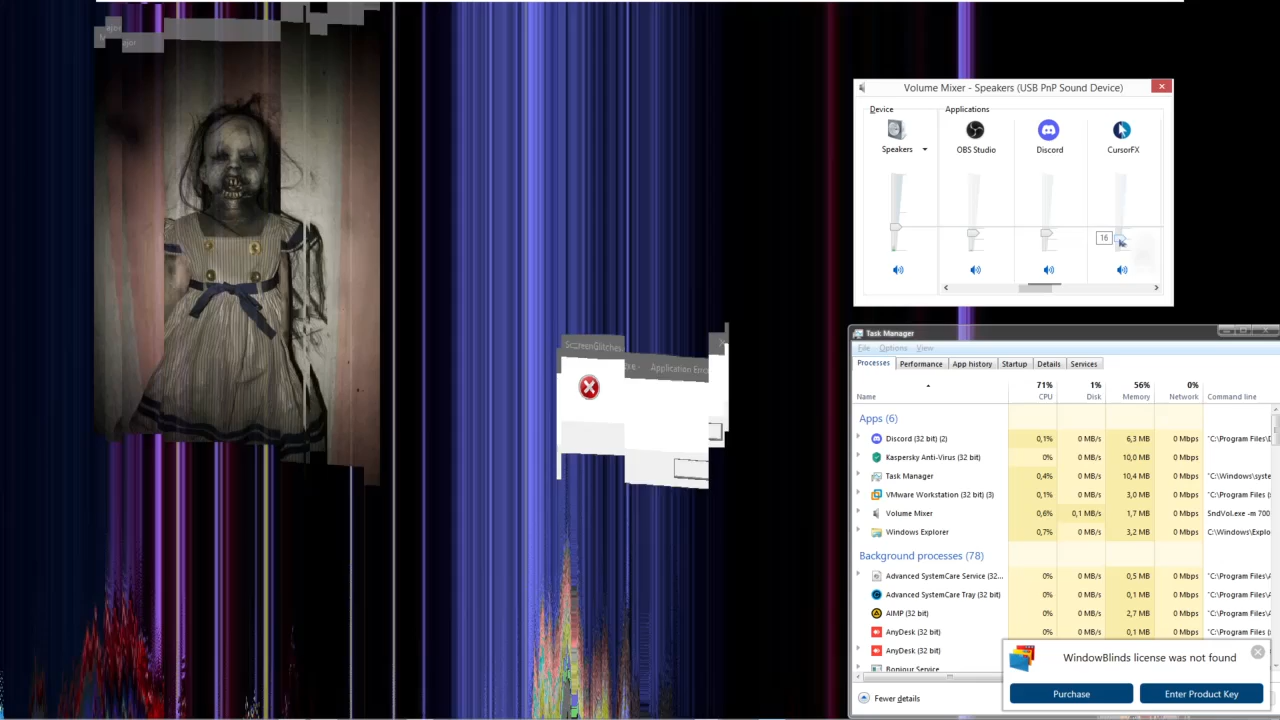 Volume Mixer - Speakers (USB PnP Sound Device)
Device
Applications
Speakers
OBS Studio
Discord
CursorFX
16
ScreenGlitches
Application Erro
Task Manager
File Options View
Processes Performance App history Startup Details Services
71% 1% 56% 0%
Name CPU Disk Memory Network Command line
Apps (6)
Discord (32 bit) (2) 0,1% 0 MB/s 6,3 MB 0 Mbps "C:\Program Files\D
Kaspersky Anti-Virus (32 bit) 0% 0 MB/s 10,0 MB 0 Mbps
Task Manager 0,4% 0 MB/s 10,4 MB 0 Mbps "C:\Windows\syste
VMware Workstation (32 bit) (3) 0,1% 0 MB/s 3,0 MB 0 Mbps "C:\Program Files (
Volume Mixer 0,6% 0,1 MB/s 1,7 MB 0 Mbps SndVol.exe -m 700
Windows Explorer 0,7% 0 MB/s 3,2 MB 0 Mbps C:\Windows\Explo
Background processes (78)
Advanced SystemCare Service (32... 0% 0 MB/s 0,5 MB 0 Mbps "C:\Program Files\A
Advanced SystemCare Tray (32 bit) 0% 0 MB/s 0,1 MB 0 Mbps "C:\Program Files\A
AIMP (32 bit) 0% 0 MB/s 2,7 MB 0 Mbps "C:\Program Files\A
AnyDesk (32 bit) 0% 0 MB/s 0,1 MB 0 Mbps "C:\Program Files\A
AnyDesk (32 bit)
Bonjour Service
WindowBlinds license was not found
Purchase Enter Product Key
Fewer details